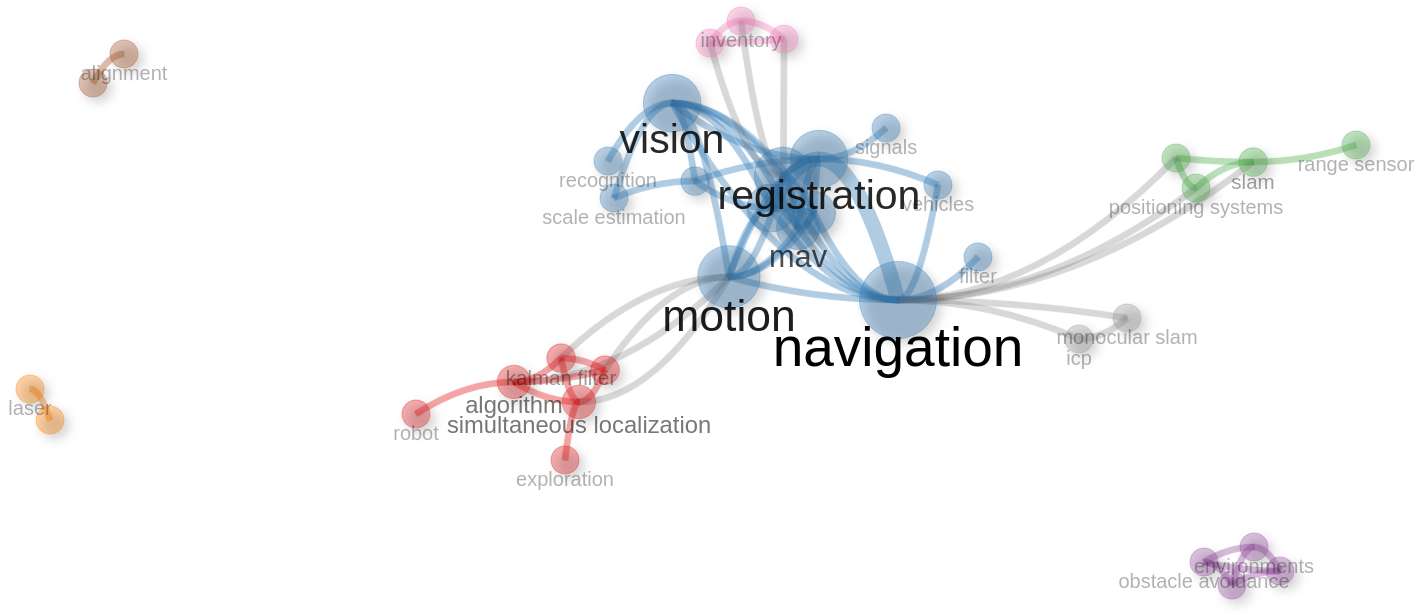 inventory
alignment
vision
signals
range sensor
recognition
slam
registration
vehicles
positioning systems
scale estimation
mav
filter
motion
monocular slam
navigation
icp
kalman filter
algorithm
laser
simultaneous localization
robot
exploration
environments
obstacle avoidance